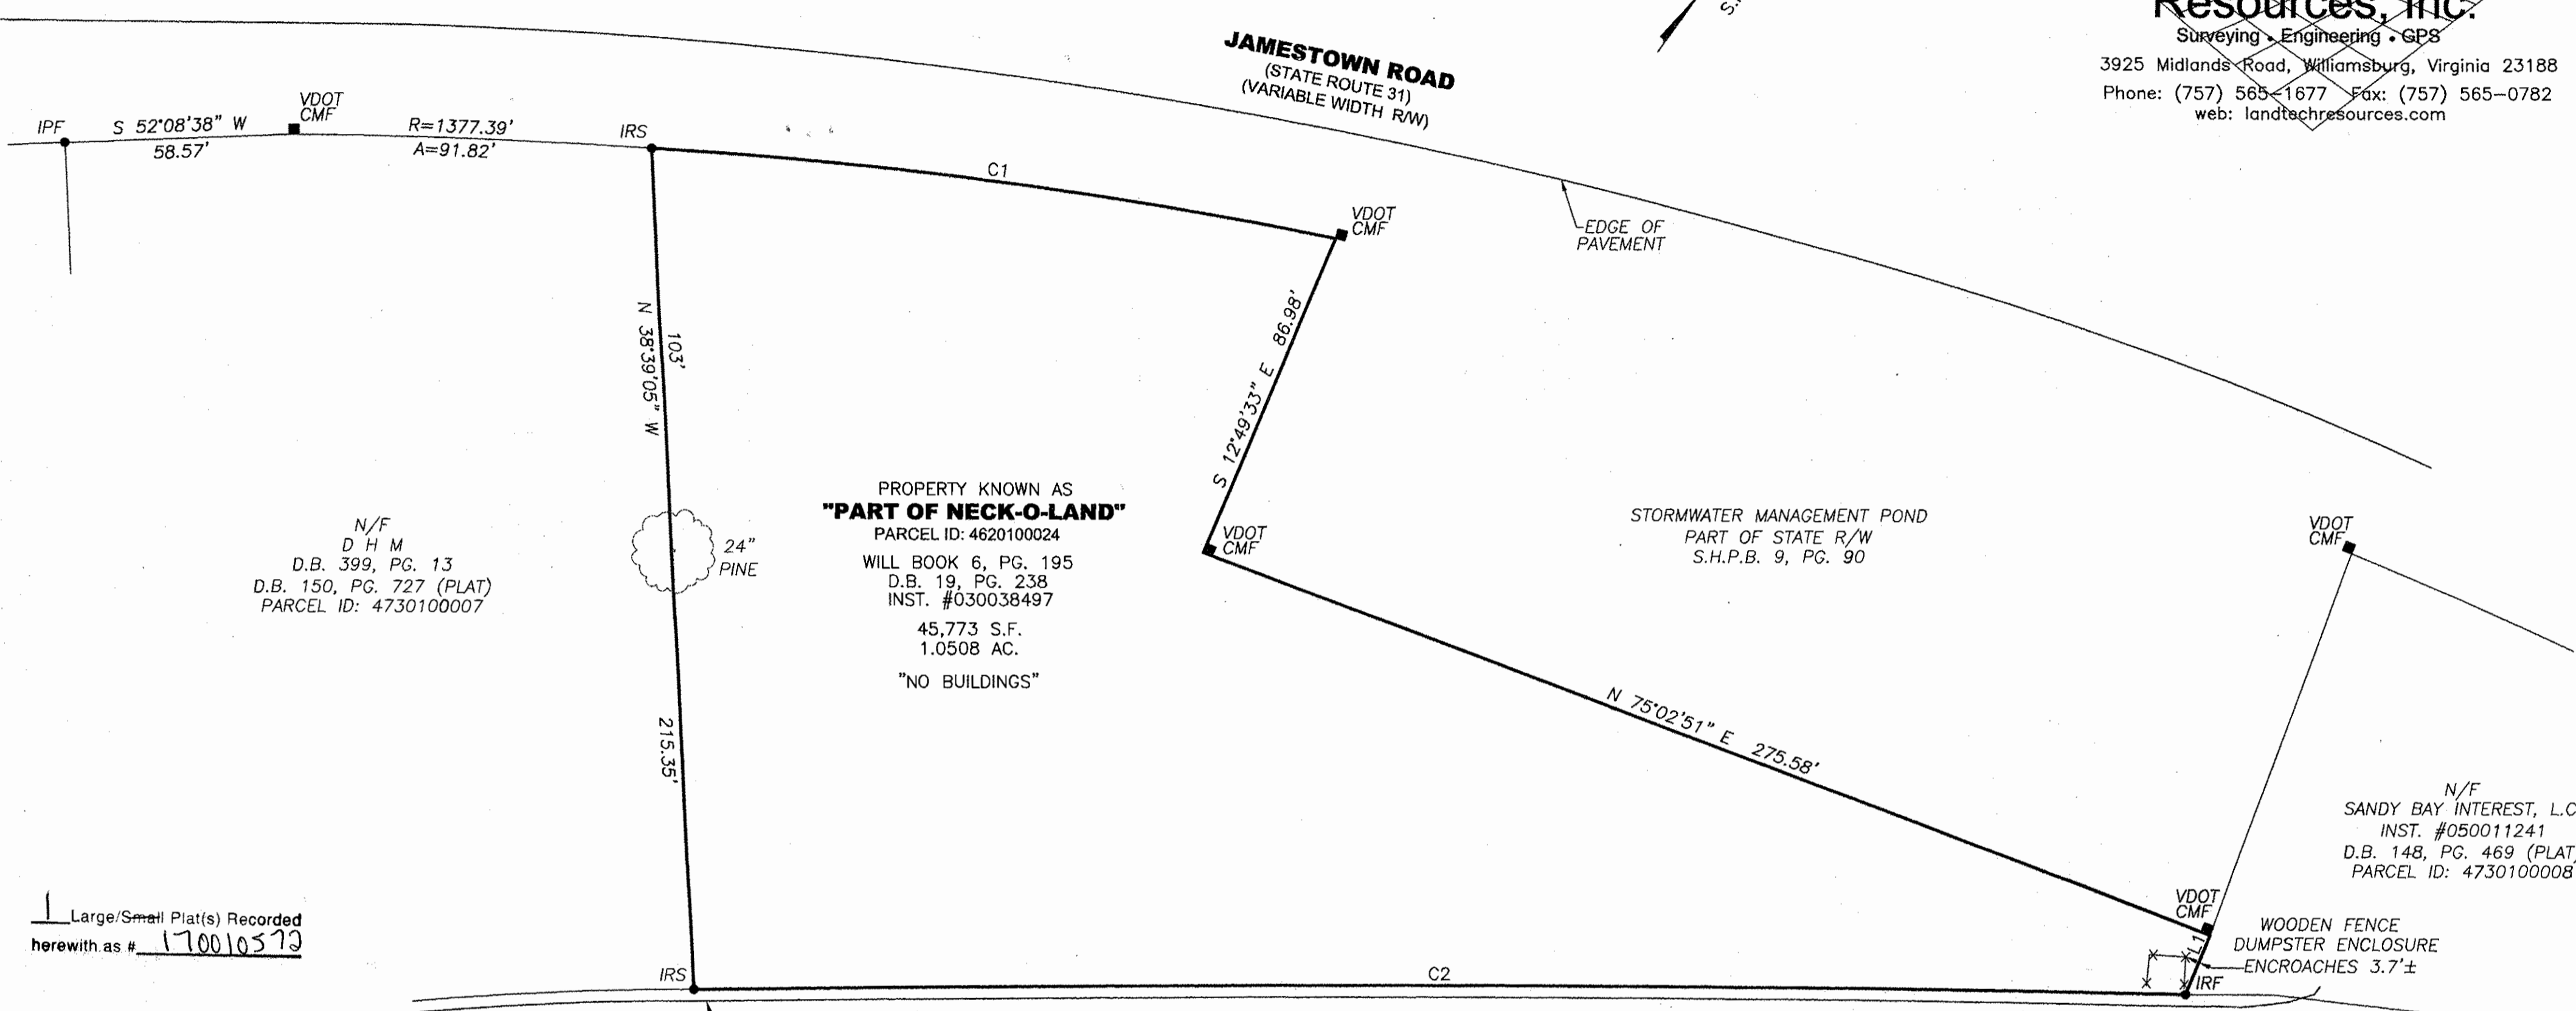 Resources, Inc.
Surveying • Engineering • GPS
3925 Midlands Road, Williamsburg, Virginia 23188
Phone: (757) 565-1677 Fax: (757) 565-0782
web: landtechresources.com
JAMESTOWN ROAD
(STATE ROUTE 31)
(VARIABLE WIDTH R/W)
IPF
S 52°08'38" W
58.57'
VDOT
CMF
R=1377.39'
A=91.82'
IRS
C1
VDOT
CMF
EDGE OF
PAVEMENT
N 38°39'05" W
103'
215.35'
S 12°49'33" E 86.98'
24"
PINE
PROPERTY KNOWN AS
"PART OF NECK-O-LAND"
PARCEL ID: 4620100024
WILL BOOK 6, PG. 195
D.B. 19, PG. 238
INST. #030038497
45,773 S.F.
1.0508 AC.
"NO BUILDINGS"
N/F
D H M
D.B. 399, PG. 13
D.B. 150, PG. 727 (PLAT)
PARCEL ID: 4730100007
VDOT
CMF
STORMWATER MANAGEMENT POND
PART OF STATE R/W
S.H.P.B. 9, PG. 90
VDOT
CMF
N 75°02'51" E 275.58'
N/F
SANDY BAY INTEREST, L.C
INST. #050011241
D.B. 148, PG. 469 (PLAT
PARCEL ID: 4730100008
VDOT
CMF
L1
WOODEN FENCE
DUMPSTER ENCLOSURE
ENCROACHES 3.7'±
IRF
C2
IRS
1 Large/Small Plat(s) Recorded
herewith as # 170010572